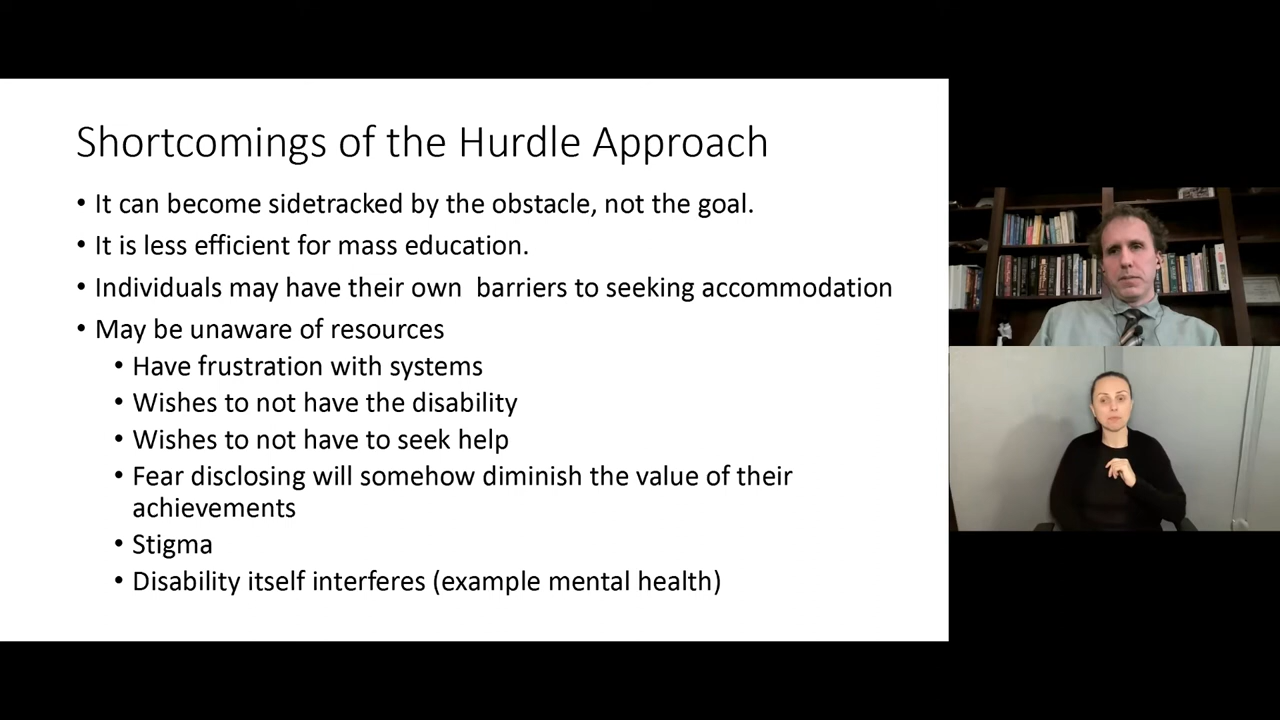 Shortcomings of the Hurdle Approach
• It can become sidetracked by the obstacle, not the goal.
• It is less efficient for mass education.
• Individuals may have their own  barriers to seeking accommodation
• May be unaware of resources
• Have frustration with systems
• Wishes to not have the disability
• Wishes to not have to seek help
• Fear disclosing will somehow diminish the value of their
achievements
• Stigma
• Disability itself interferes (example mental health)